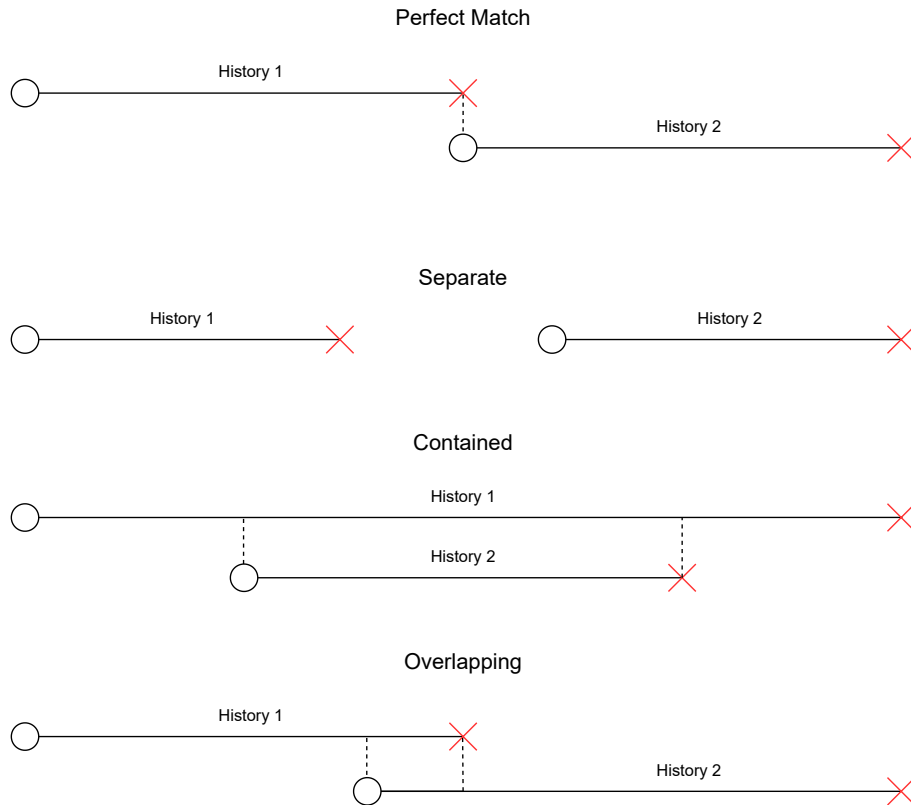 Perfect Match
History 1
History 2
Separate
History 1
History 2
Contained
History 1
History 2
Overlapping
History 1
History 2